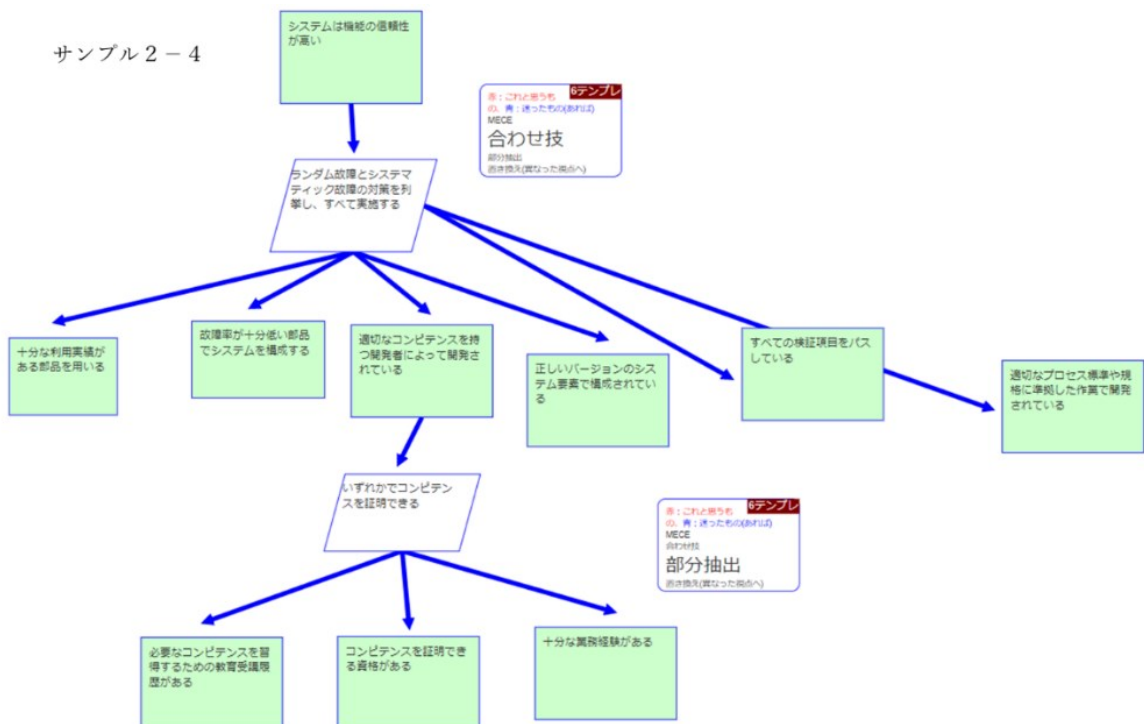 システムは機能の信頼性
が高い
サンプル２－４
6テンプレ
赤：これと思うも
の、青：迷ったもの(あれば)
MECE
合わせ技
部分抽出
置き換え(異なった視点へ)
ランダム故障とシステマ
ティック故障の対策を列
挙し、すべて実施する
十分な利用実績が
ある部品を用いる
故障率が十分低い部品
でシステムを構成する
適切なコンピテンスを持
つ開発者によって開発さ
れている
正しいバージョンのシス
テム要素で構成されてい
る
すべての検証項目をパス
している
適切なプロセス標準や規
格に準拠した作業で開発
されている
いずれかでコンピテン
スを証明できる
6テンプレ
赤：これと思うも
の、青：迷ったもの(あれば)
MECE
合わせ技
部分抽出
置き換え(異なった視点へ)
必要なコンピテンスを習
得するための教育受講履
歴がある
コンピテンスを証明でき
る資格がある
十分な業務経験がある